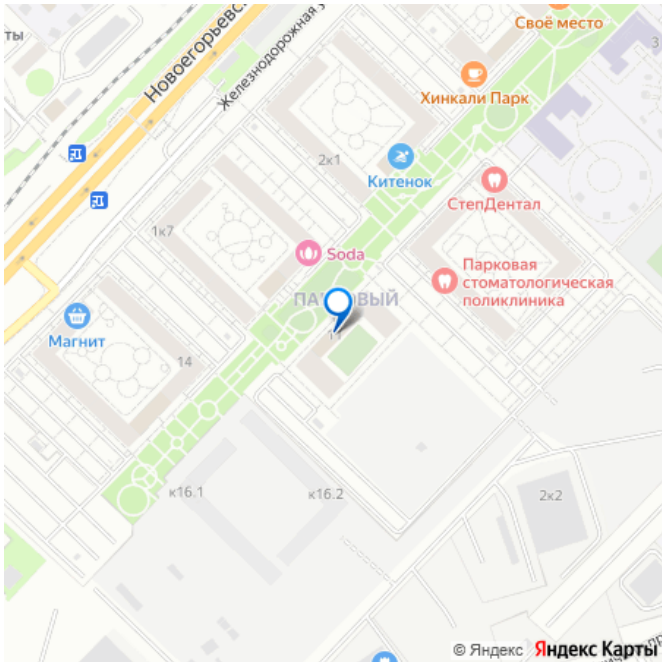 Своё место
ты
Новоегорьевс
Железнодорожная у
Хинкали Парк
2к1
Китенок
СтепДентал
1к7
Soda
Парковая
стоматологическая
поликлиника
Магнит
11
14
к16.1
к16.2
2к2
© Яндекс Яндекс Карты